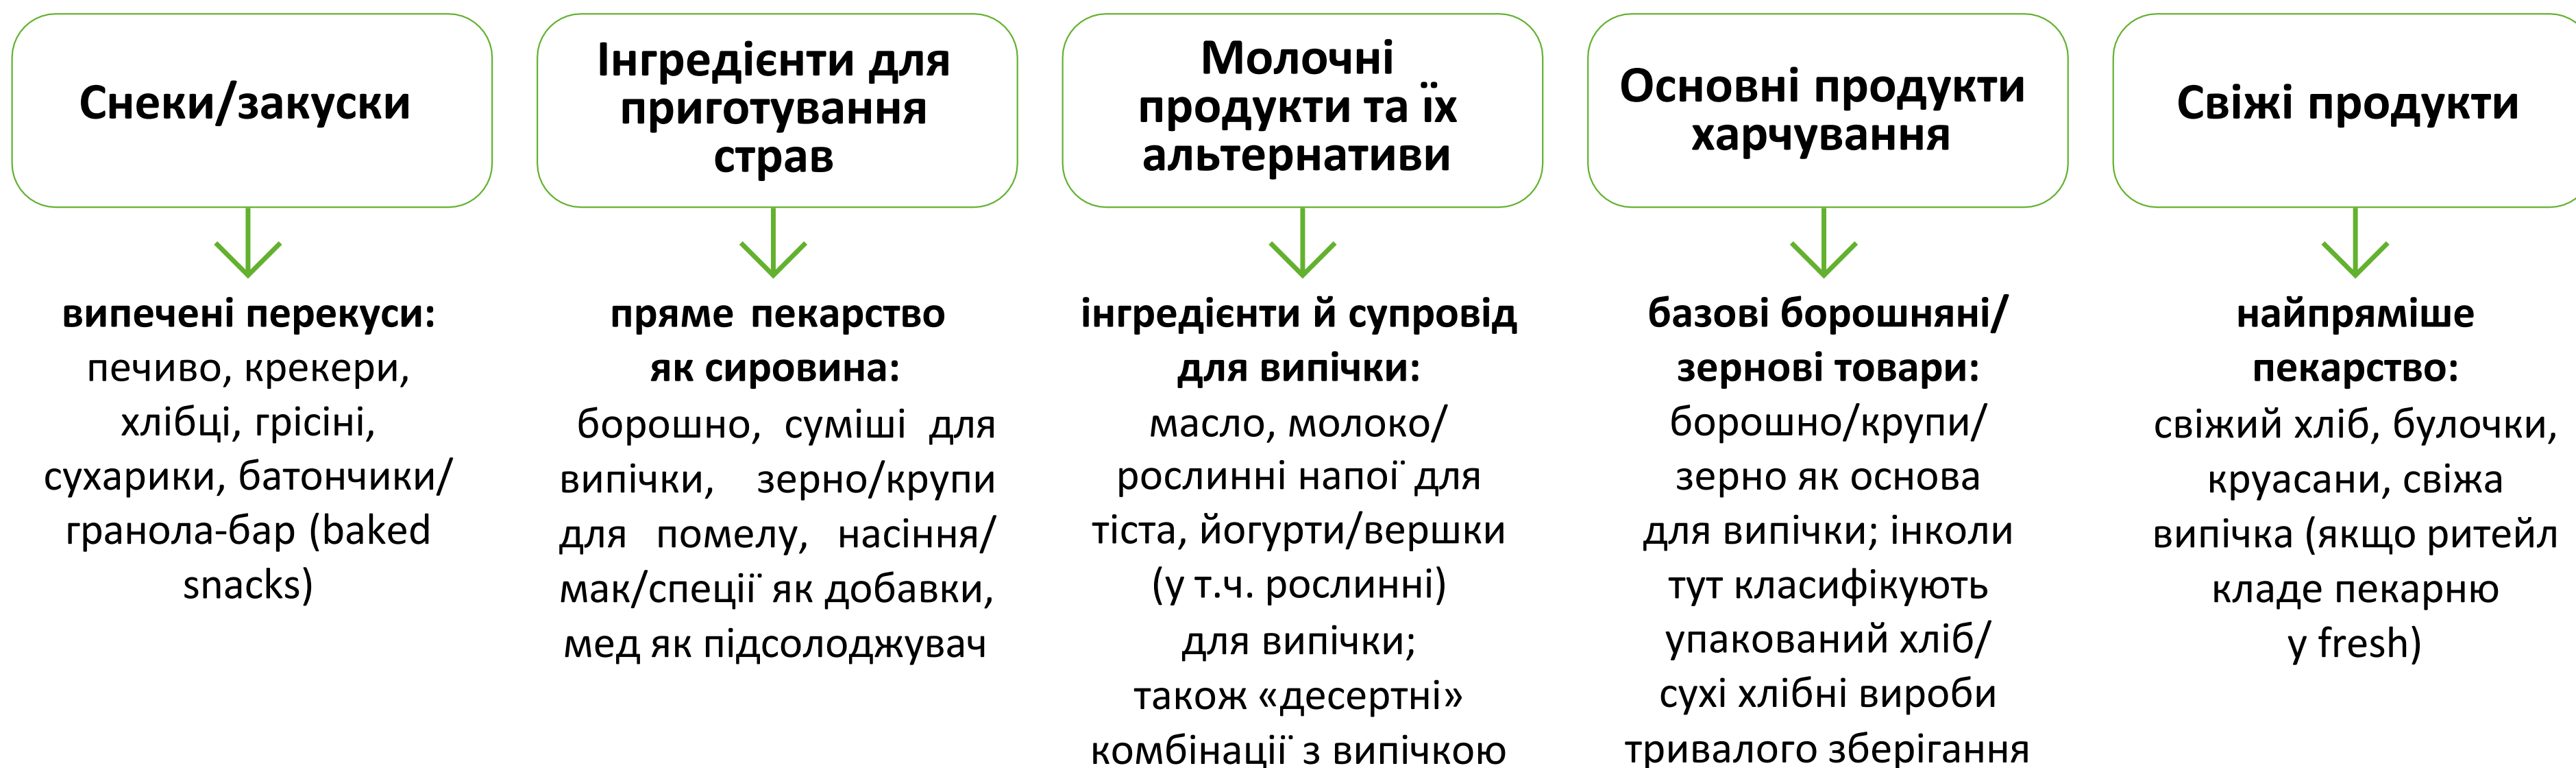 Снеки/закуски
випечені перекуси:
печиво, крекери,
хлібці, грісіні,
сухарики, батончики/
гранола-бар (baked
snacks)
Інгредієнти для
приготування
страв
пряме пекарство
як сировина:
борошно, суміші для
випічки, зерно/крупи
для помелу, насіння/
мак/спеції як добавки,
мед як підсолоджувач
Молочні
продукти та їх
альтернативи
інгредієнти й супровід
для випічки:
масло, молоко/
рослинні напої для
тіста, йогурти/вершки
(у т.ч. рослинні)
для випічки;
також «десертні»
комбінації з випічкою
Основні продукти
харчування
базові борошняні/
зернові товари:
борошно/крупи/
зерно як основа
для випічки; інколи
тут класифікують
упакований хліб/
сухі хлібні вироби
тривалого зберігання
Свіжі продукти
найпряміше
пекарство:
свіжий хліб, булочки,
круасани, свіжа
випічка (якщо ритейл
кладе пекарню
у fresh)